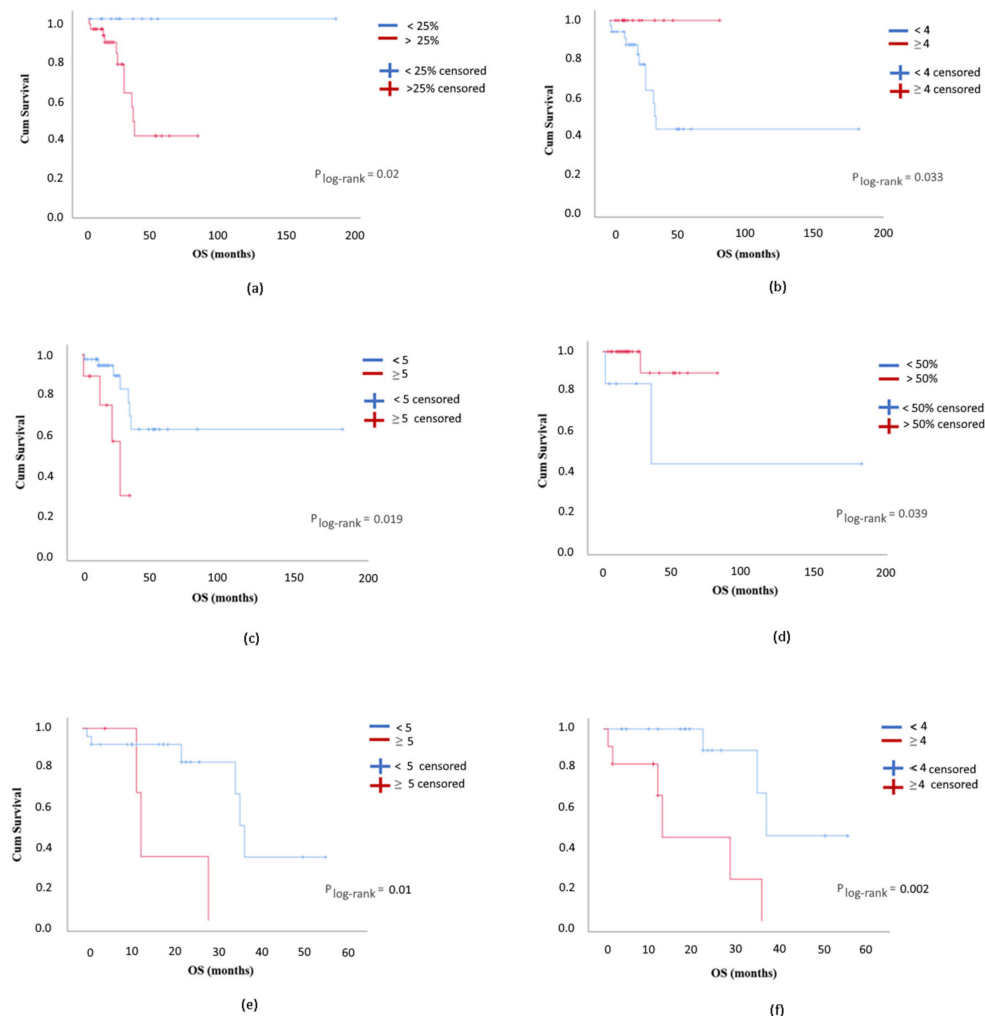 < 25%
> 25%
< 25% censored
>25% censored
Cum Survival
1.0
0.8
0.6
0.4
0.2
0.0
P log-rank = 0.02
0 50 100 150 200
OS (months)
(a)
< 4
≥ 4
< 4 censored
≥ 4 censored
Cum Survival
1.0
0.8
0.6
0.4
0.2
0.0
P log-rank = 0.033
0 50 100 150 200
OS (months)
(b)
< 5
≥ 5
< 5 censored
≥ 5 censored
Cum Survival
1.0
0.8
0.6
0.4
0.2
0.0
P log-rank = 0.019
0 50 100 150 200
OS (months)
(c)
< 50%
> 50%
< 50% censored
> 50% censored
Cum Survival
1.0
0.8
0.6
0.4
0.2
0.0
P log-rank = 0.039
0 50 100 150 200
OS (months)
(d)
< 5
≥ 5
< 5 censored
≥ 5 censored
Cum Survival
1.0
0.8
0.6
0.4
0.2
0.0
P log-rank = 0.01
0 10 20 30 40 50 60
OS (months)
(e)
< 4
≥ 4
< 4 censored
≥4 censored
Cum Survival
1.0
0.8
0.6
0.4
0.2
0.0
P log-rank = 0.002
0 10 20 30 40 50 60
OS (months)
(f)